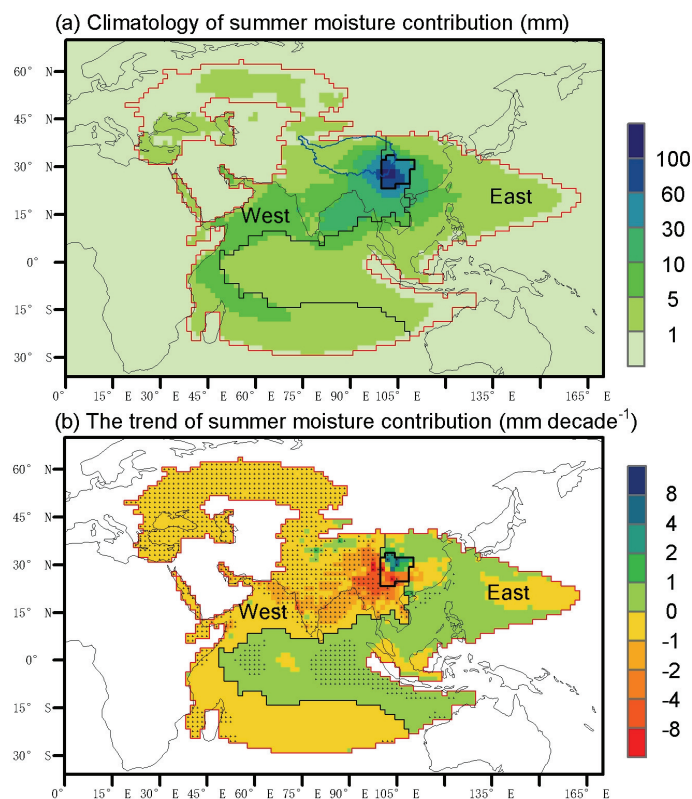 (a) Climatology of summer moisture contribution (mm)
60° N
45° N
30° N
15° N
0°
15° S
30° S
West
East
100
60
30
10
5
1
0° 15° E 30° E 45° E 60° E 75° E 90° E 105° E 135° E 165° E
(b) The trend of summer moisture contribution (mm decade⁻¹)
60° N
45° N
30° N
15° N
0°
15° S
30° S
West
East
8
4
2
1
0
-1
-2
-4
-8
0° 15° E 30° E 45° E 60° E 75° E 90° E 105° E 135° E 165° E